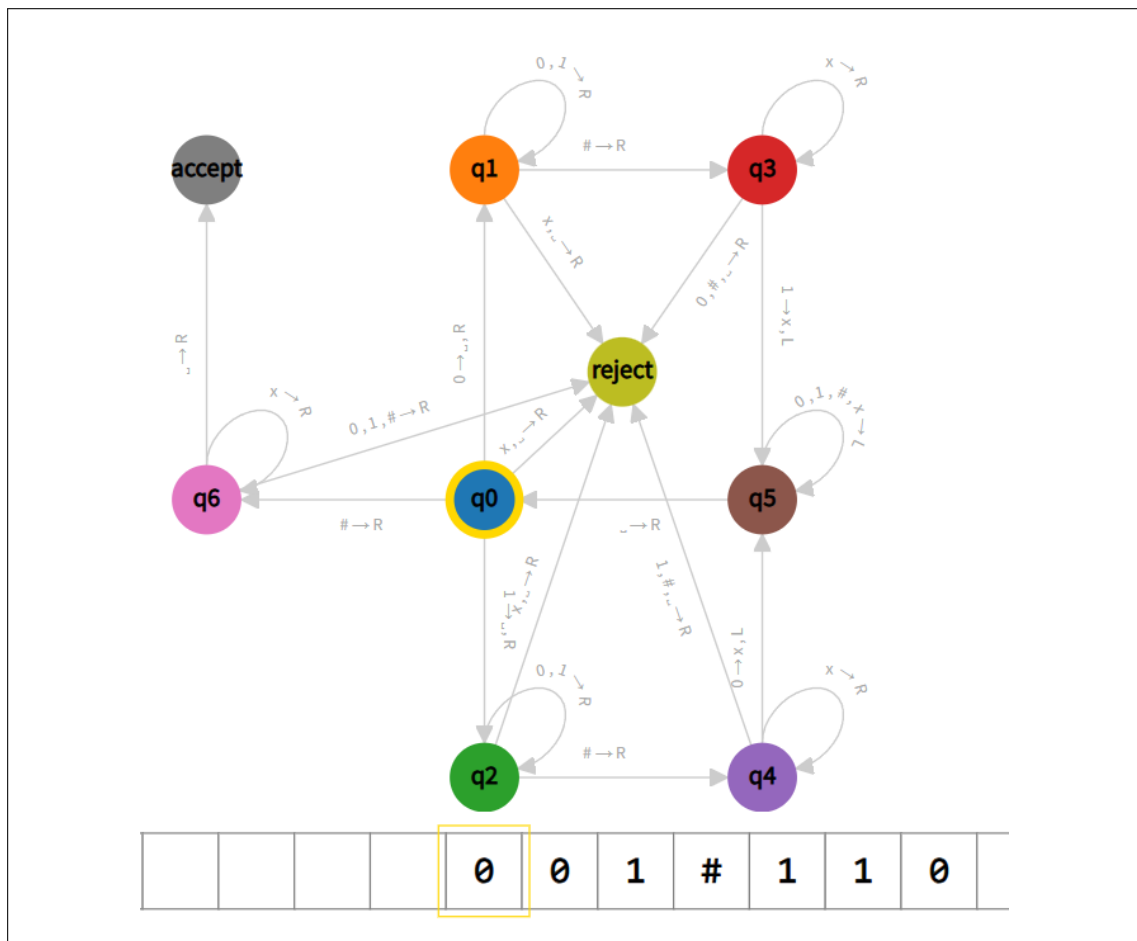 0,1→R
x→R
#→R
accept
q1
q3
x,␣→R
0,#,␣→R
1→x,L
␣→R
0→␣,R
reject
x→R
0,1,#→R
x,␣→R
0,1,#,x→L
q6
q0
q5
#→R
␣→R
1→␣,R
x,␣→R
1,#,␣→R
0→x,L
0,1→R
x→R
#→R
q2
q4
0 0 1 # 1 1 0